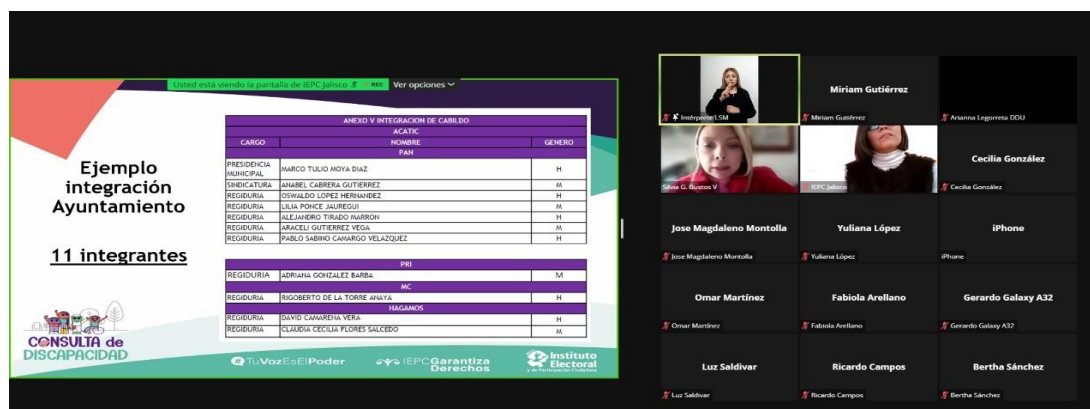 Usted está viendo la pantalla de IEPC Jalisco
REC
Ver opciones
Ejemplo
integración
Ayuntamiento
11 integrantes
ANEXO V INTEGRACION DE CABILDO
ACATIC
CARGO NOMBRE GENERO
PAN
PRESIDENCIA MUNICIPAL MARCO TULIO MOYA DIAZ H
SINDICATURA ANABEL CABRERA GUTIERREZ M
REGIDURIA OSWALDO LOPEZ HERNANDEZ H
REGIDURIA LILIA PONCE JAUREGUI M
REGIDURIA ALEJANDRO TIRADO MARRON H
REGIDURIA ARACELI GUTIERREZ VEGA M
REGIDURIA PABLO SABINO CAMARGO VELAZQUEZ H
PRI
REGIDURIA ADRIANA GONZALEZ BARBA M
MC
REGIDURIA RIGOBERTO DE LA TORRE ANAYA H
HAGAMOS
REGIDURIA DAVID CAMARENA VERA H
REGIDURIA CLAUDIA CECILIA FLORES SALCEDO M
CONSULTA de
DISCAPACIDAD
#TuVozEsElPoder
IEPCGarantiza
Derechos
Instituto
Electoral
y de Participación Ciudadana
Intérprete LSM
Miriam Gutiérrez
Miriam Gutiérrez
Arianna Legorreta DDU
Silvia G. Bustos V
IEPC Jalisco
Cecilia González
Cecilia González
Jose Magdaleno Montolla
Jose Magdaleno Montolla
Yuliana López
Yuliana López
iPhone
iPhone
Omar Martínez
Omar Martínez
Fabiola Arellano
Fabiola Arellano
Gerardo Galaxy A32
Gerardo Galaxy A32
Luz Saldivar
Luz Saldivar
Ricardo Campos
Ricardo Campos
Bertha Sánchez
Bertha Sánchez